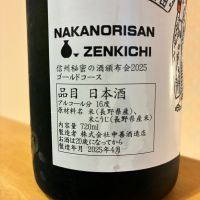 NAKANORISAN
ZENKICHI
信州秘密の酒頒布会2025
ゴールドコース
品目 日本酒
アルコール分 16度
原材料名 米(長野県産)、
米こうじ(長野県産米)
内容量 720ml
製造者 株式会社中善酒造店
お酒は20歳になってから
製造年月 2025年4月